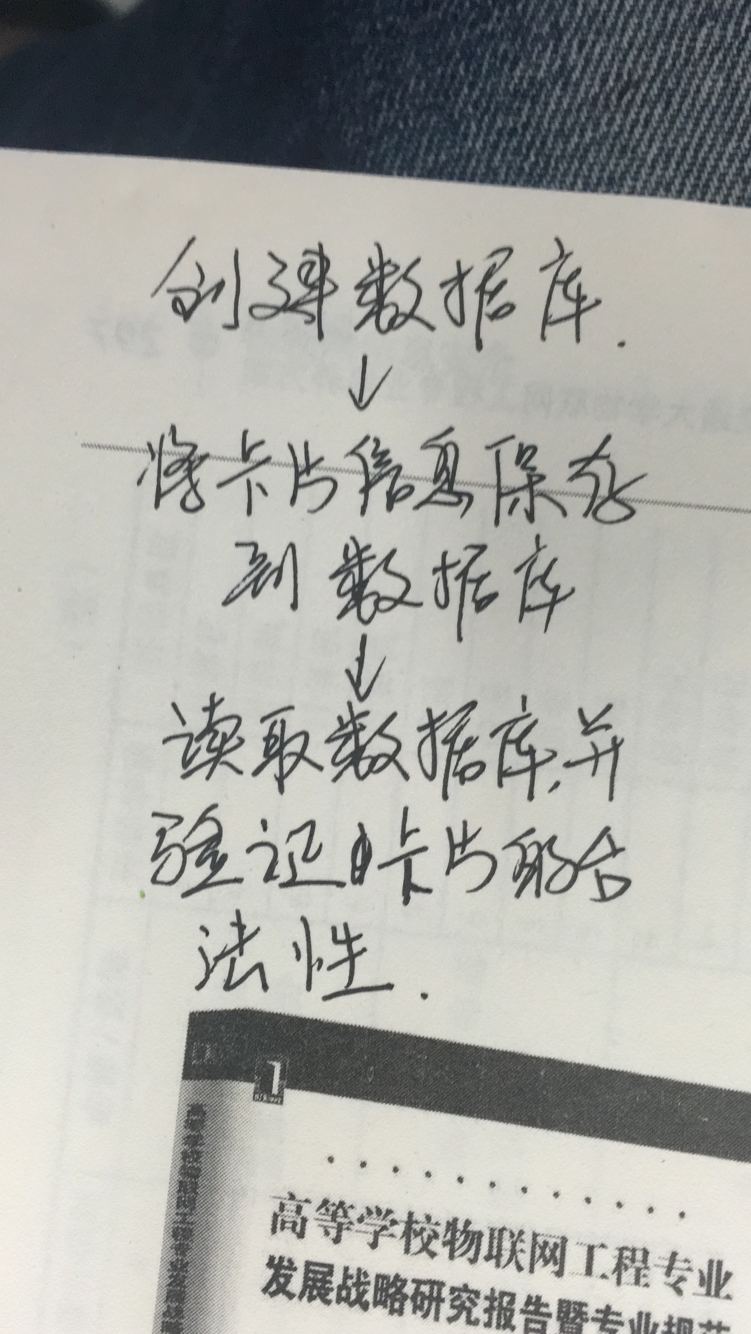 创建数据库.
↓
将卡片信息保存
到数据库
↓
读取数据库,并
验证卡片的合
法性.
高等学校物联网工程专业
发展战略研究报告暨专业规范